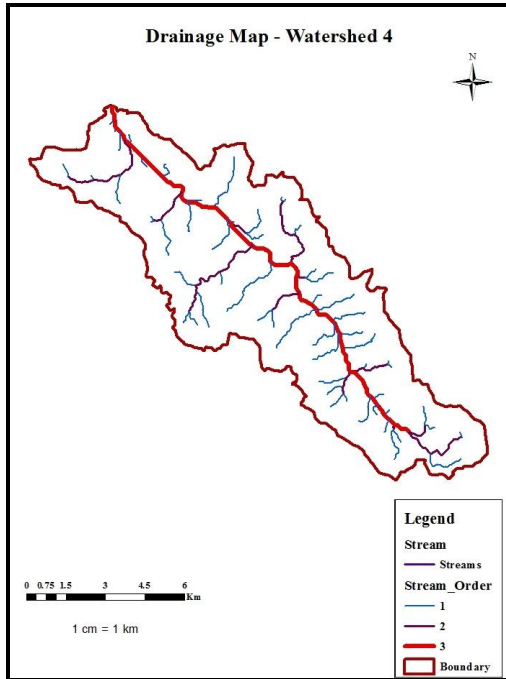 Drainage Map - Watershed 4
N
Legend
Stream
Streams
Stream_Order
1
2
3
Boundary
0 0.75 1.5 3 4.5 6
Km
1 cm = 1 km